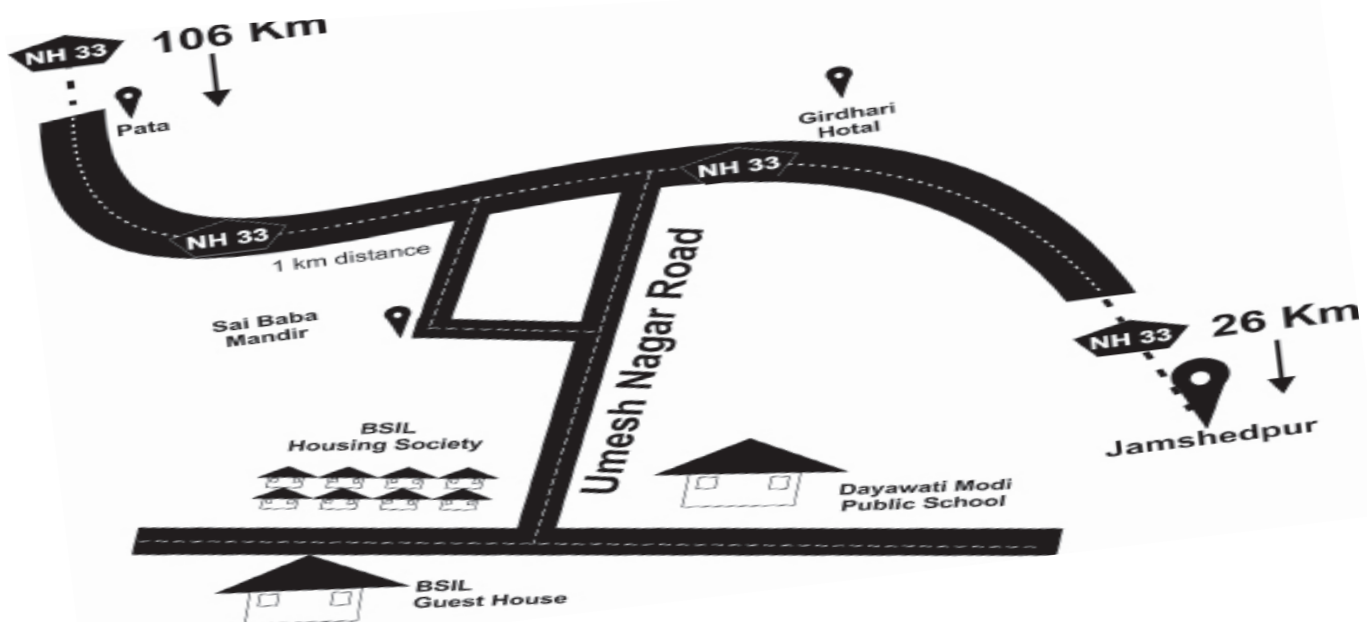 NH 33
106 Km
Pata
Girdhari
Hotal
NH 33
NH 33
1 km distance
Sai Baba
Mandir
Umesh Nagar Road
NH 33
26 Km
Jamshedpur
BSIL
Housing Society
Dayawati Modi
Public School
BSIL
Guest House